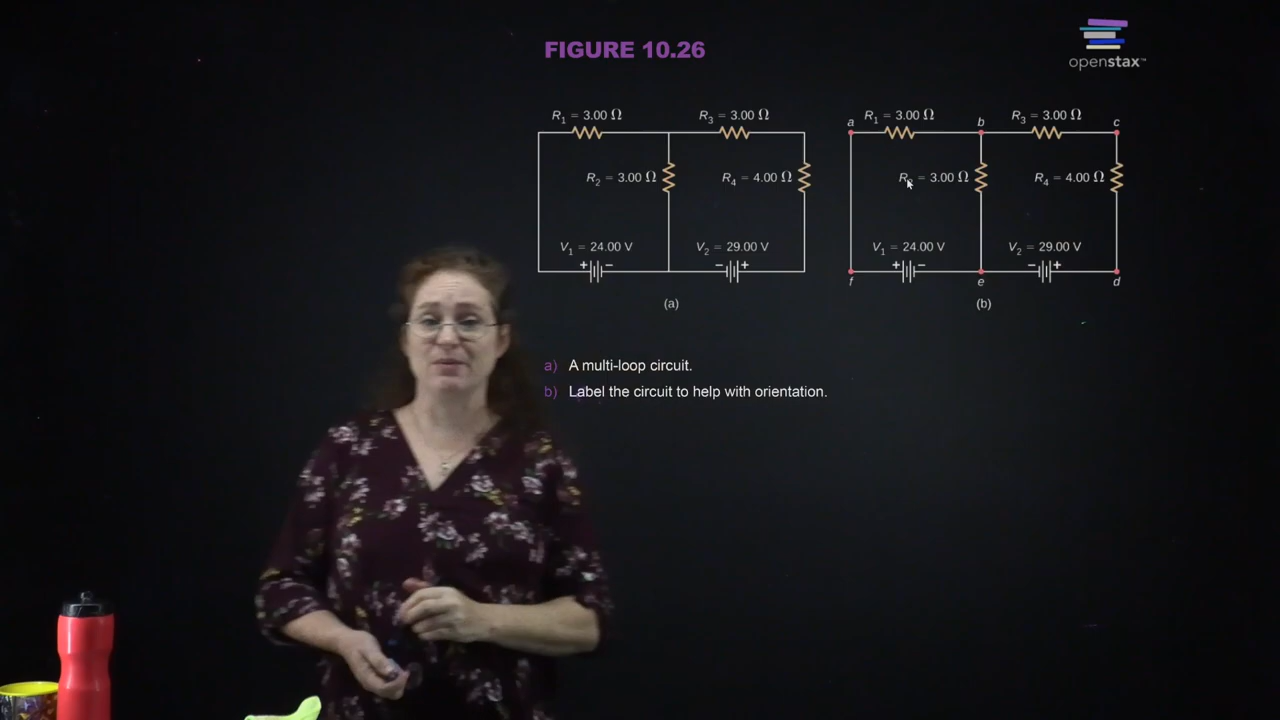 FIGURE 10.26
openstax™
R₁ = 3.00 Ω
R₃ = 3.00 Ω
R₂ = 3.00 Ω
R₄ = 4.00 Ω
V₁ = 24.00 V
V₂ = 29.00 V
+ −
− +
(a)
a
R₁ = 3.00 Ω
b
R₃ = 3.00 Ω
c
R₂ = 3.00 Ω
R₄ = 4.00 Ω
V₁ = 24.00 V
V₂ = 29.00 V
+ −
− +
f
e
d
(b)
a) A multi-loop circuit.
b) Label the circuit to help with orientation.